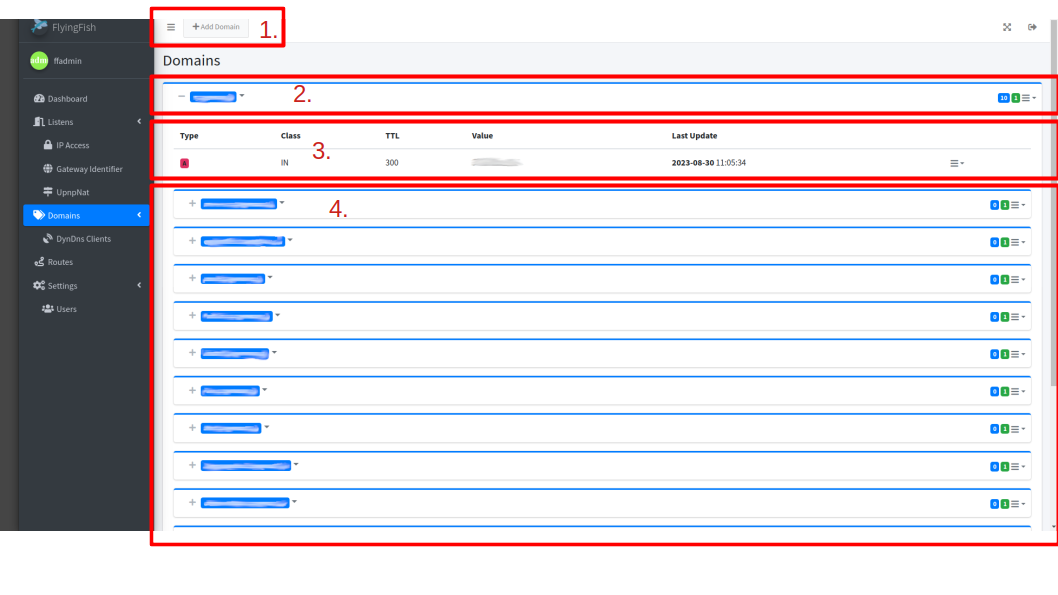 FlyingFish
+ Add Domain
1.
adm ffadmin
Domains
Dashboard
Listens
IP Access
Gateway Identifier
UpnpNat
Domains
DynDns Clients
Routes
Settings
Users
2.
10 1
Type Class TTL Value Last Update
3.
A IN 300 2023-08-30 11:05:34
4.
0 1
0 1
0 1
0 1
0 1
0 1
0 1
0 1
0 1